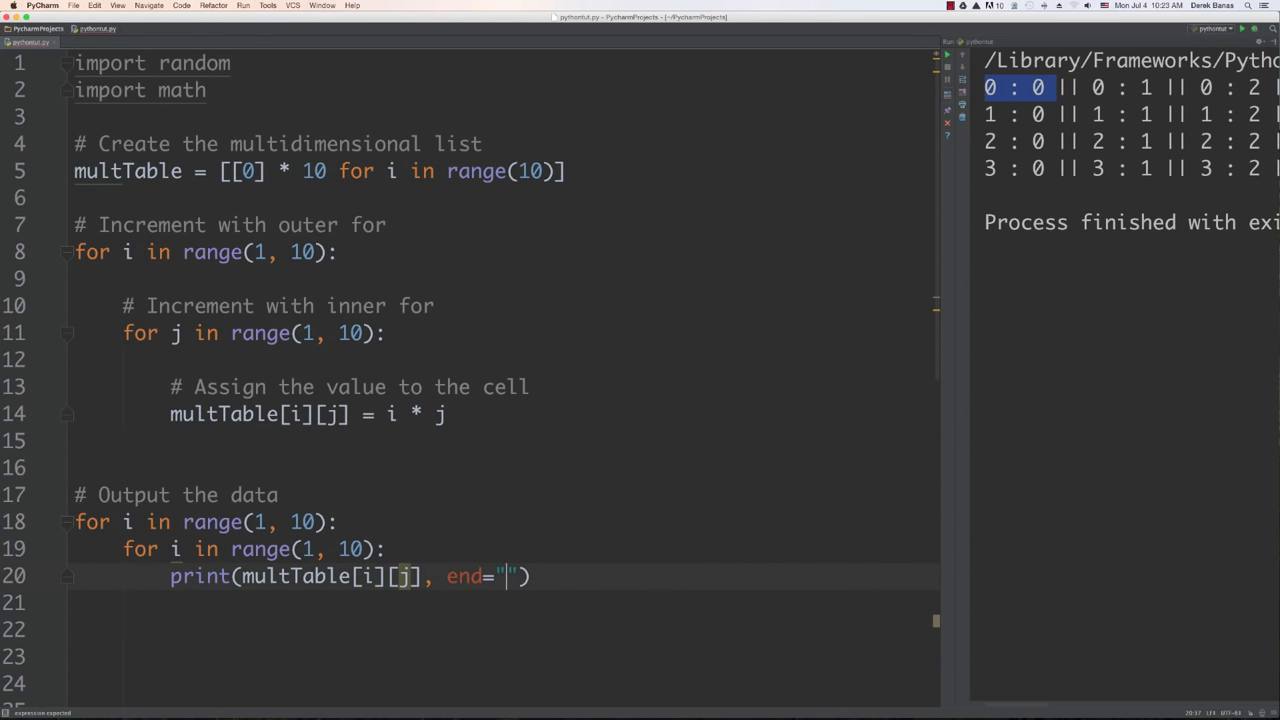 PyCharm File Edit View Navigate Code Refactor Run Tools VCS Window Help 10 Mon Jul 4 10:23 AM Derek Banas
pythontut.py - PycharmProjects - [~/PycharmProjects]
PycharmProjects pythontut.py pythontut
pythontut.py Run pythontut
1 import random
2 import math
3
4 # Create the multidimensional list
5 multTable = [[0] * 10 for i in range(10)]
6
7 # Increment with outer for
8 for i in range(1, 10):
9
10 # Increment with inner for
11 for j in range(1, 10):
12
13 # Assign the value to the cell
14 multTable[i][j] = i * j
15
16
17 # Output the data
18 for i in range(1, 10):
19 for i in range(1, 10):
20 print(multTable[i][j], end="")
21
22
23
24
/Library/Frameworks/Pytho
0 : 0 || 0 : 1 || 0 : 2 |
1 : 0 || 1 : 1 || 1 : 2 |
2 : 0 || 2 : 1 || 2 : 2 |
3 : 0 || 3 : 1 || 3 : 2 |
Process finished with exi
expression expected 20:37 LF‡ UTF-8‡